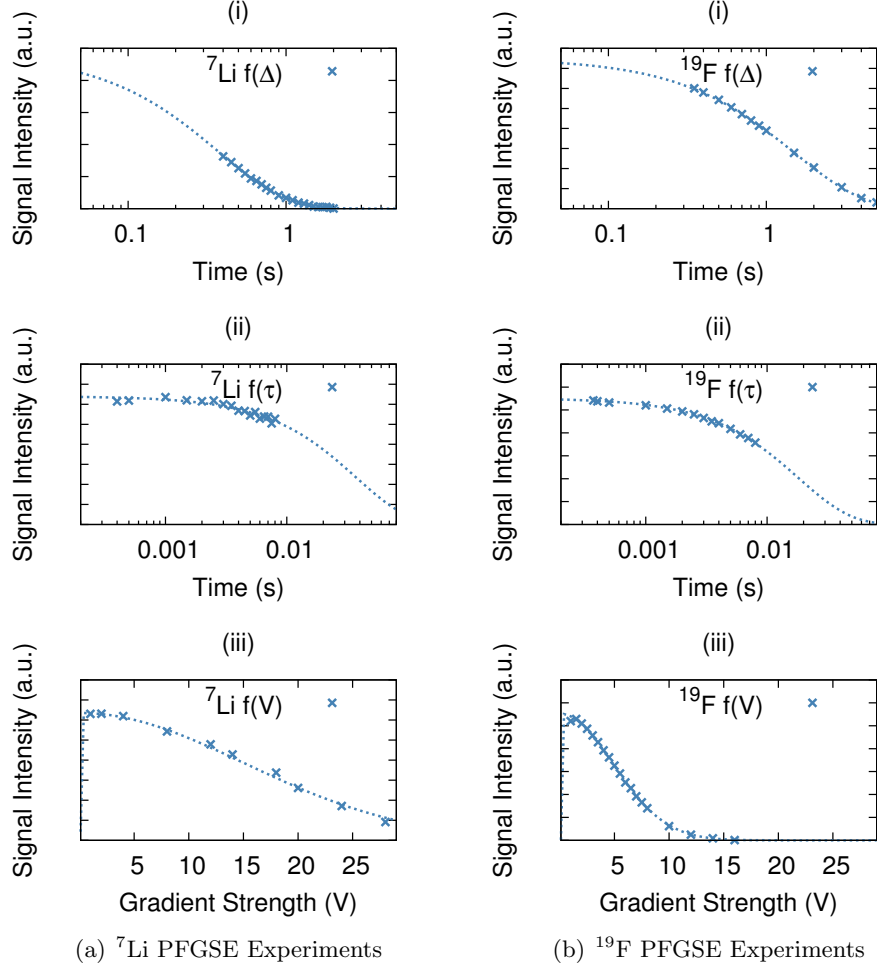 (i)
Signal Intensity (a.u.)
⁷Li f(Δ)
0.1 1
Time (s)
(ii)
Signal Intensity (a.u.)
⁷Li f(τ)
0.001 0.01
Time (s)
(iii)
Signal Intensity (a.u.)
⁷Li f(V)
5 10 15 20 25
Gradient Strength (V)
(a) ⁷Li PFGSE Experiments
(i)
Signal Intensity (a.u.)
¹⁹F f(Δ)
0.1 1
Time (s)
(ii)
Signal Intensity (a.u.)
¹⁹F f(τ)
0.001 0.01
Time (s)
(iii)
Signal Intensity (a.u.)
¹⁹F f(V)
5 10 15 20 25
Gradient Strength (V)
(b) ¹⁹F PFGSE Experiments